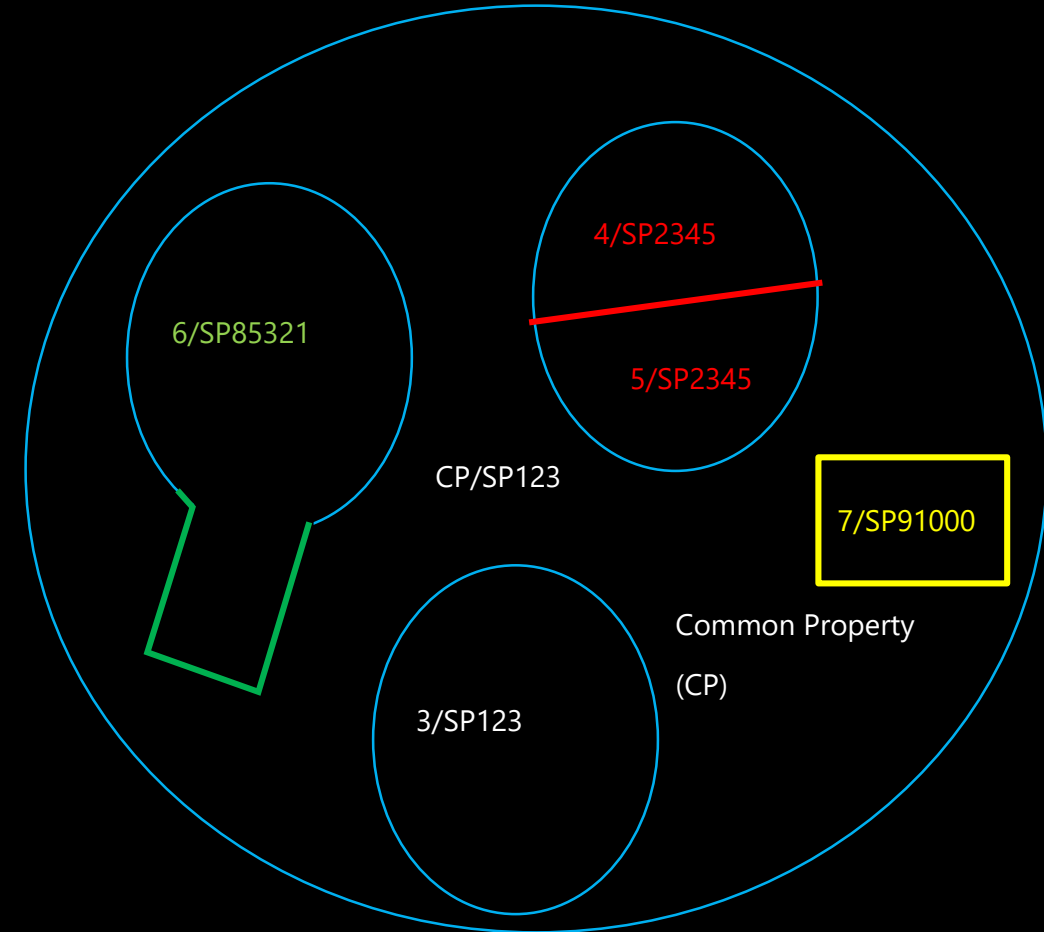 4/SP2345
6/SP85321
5/SP2345
CP/SP123
7/SP91000
Common Property
(CP)
3/SP123